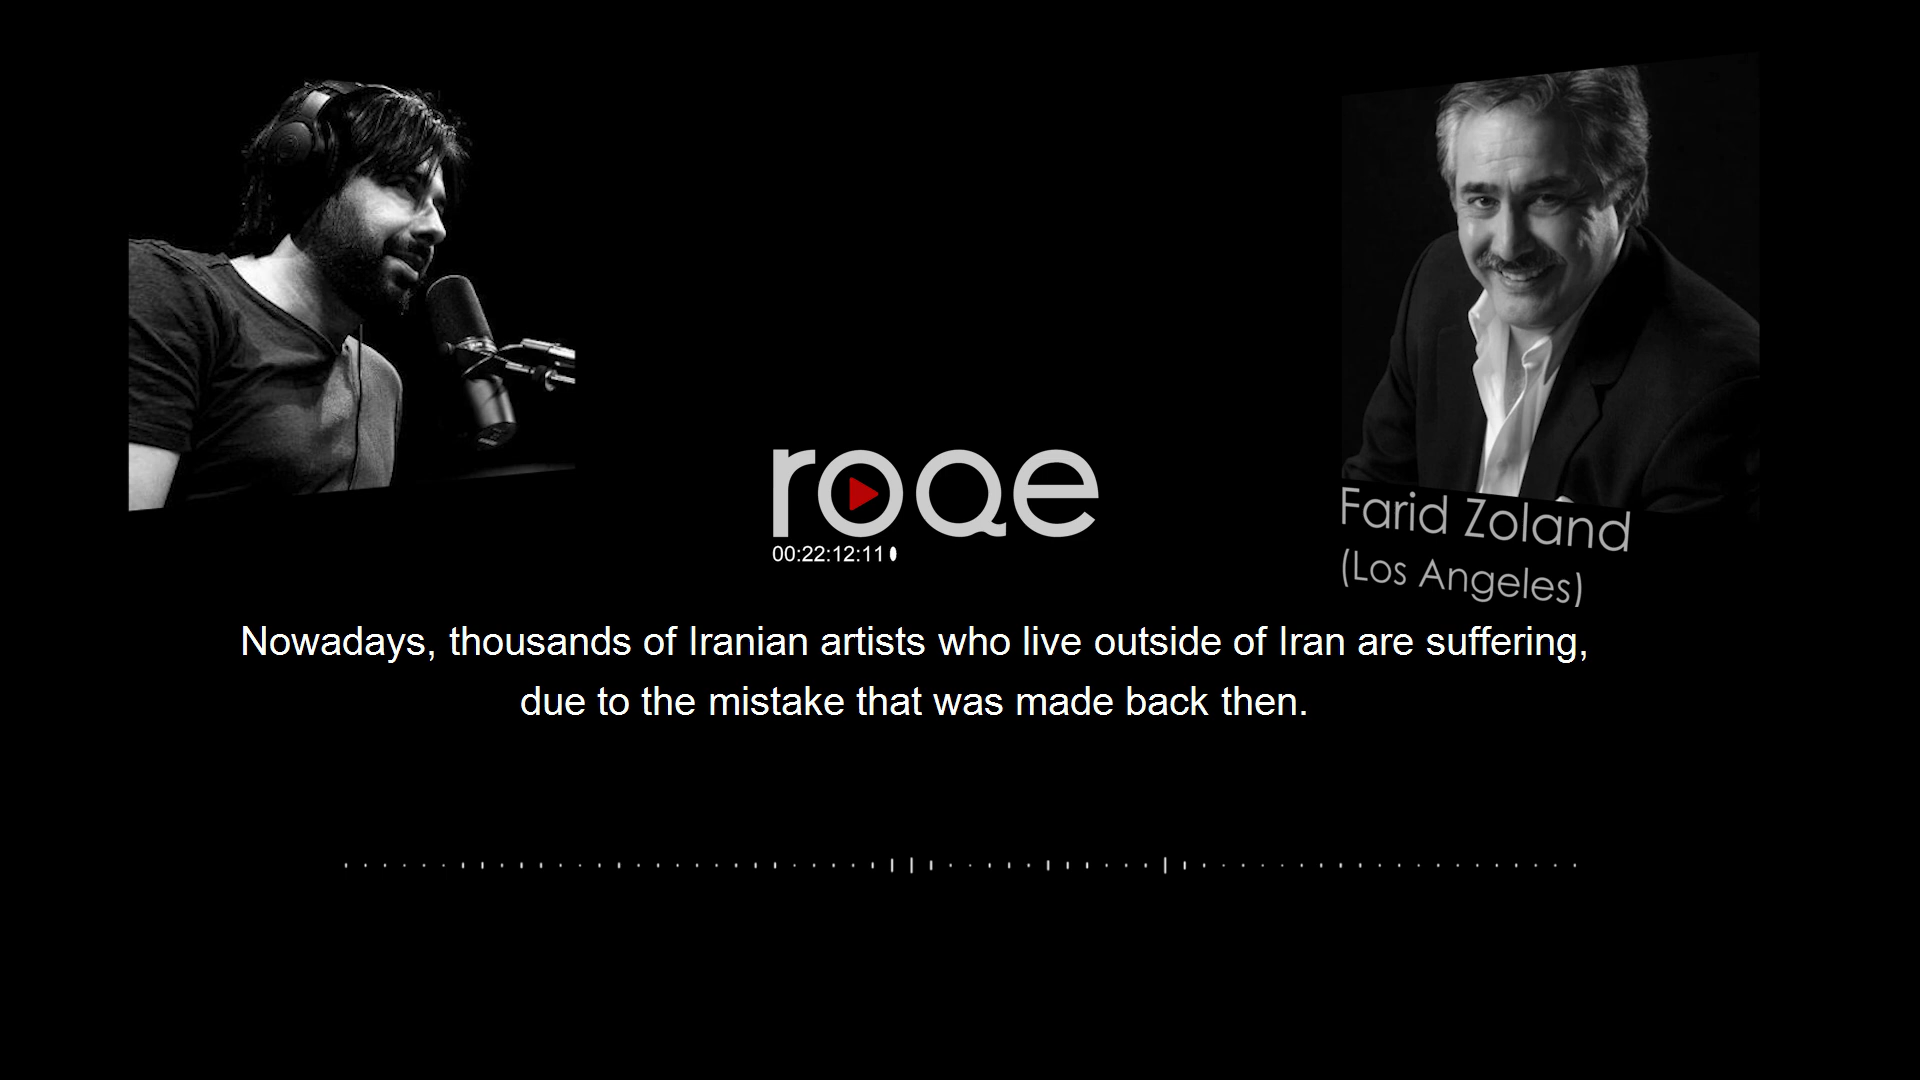 roqe
00:22:12:11
Farid Zoland
(Los Angeles)
Nowadays, thousands of Iranian artists who live outside of Iran are suffering,
due to the mistake that was made back then.